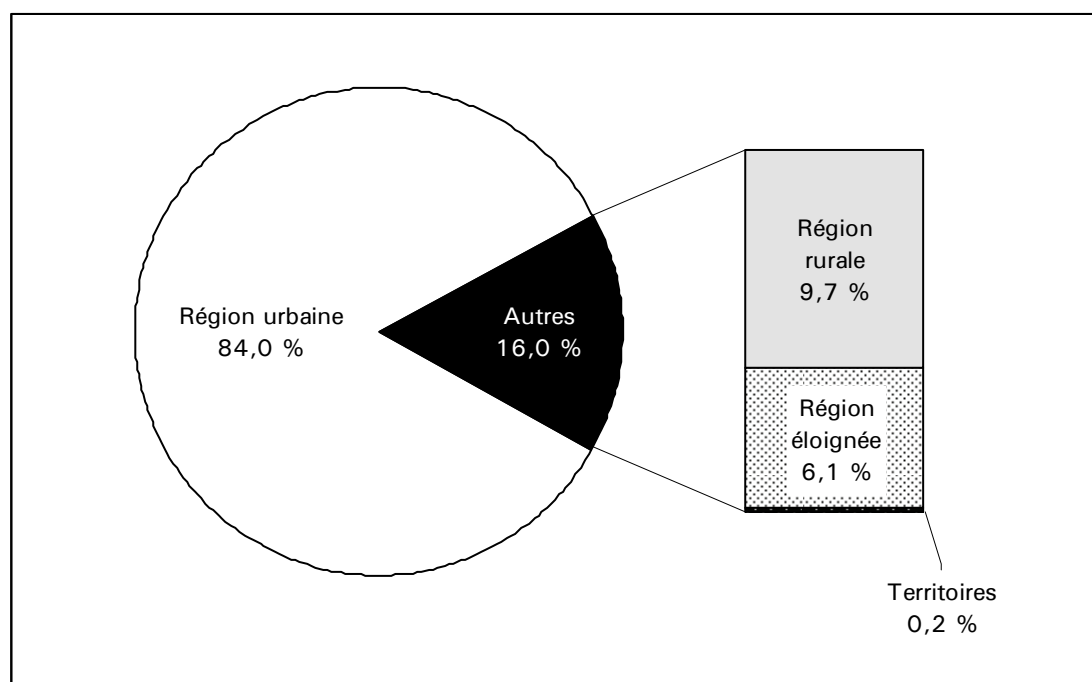 Région urbaine
84,0 %
Autres
16,0 %
Région
rurale
9,7 %
Région
éloignée
6,1 %
Territoires
0,2 %